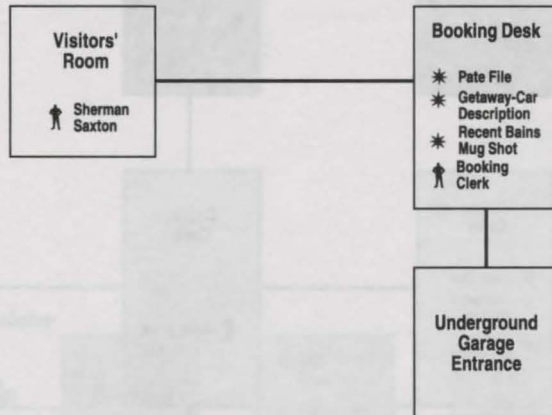 Visitors'
Room
Sherman
Saxton
Booking Desk
Pate File
Getaway-Car
Description
Recent Bains
Mug Shot
Booking
Clerk
Underground
Garage
Entrance